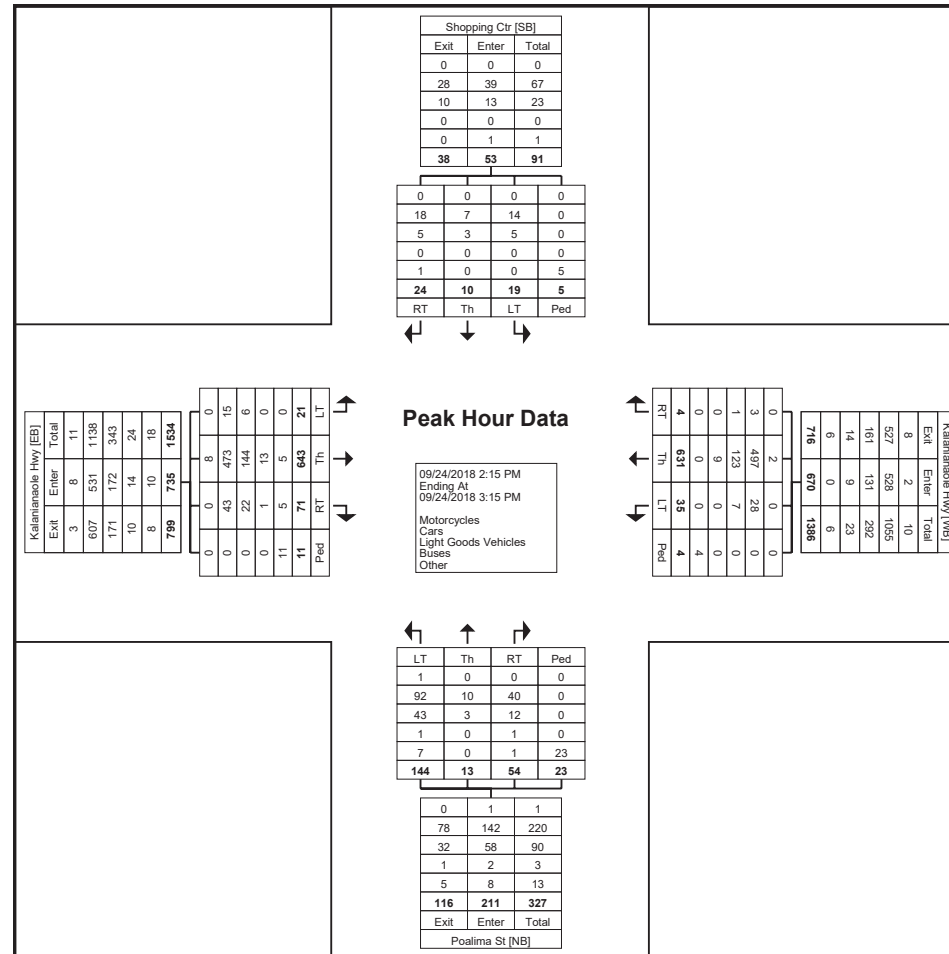 Shopping Ctr [SB]
Exit Enter Total
0 0 0
28 39 67
10 13 23
0 0 0
0 1 1
38 53 91
0 0 0 0
18 7 14 0
5 3 5 0
0 0 0 0
1 0 0 5
24 10 19 5
RT Th LT Ped
Kalanianaole Hwy [EB]
Exit Enter Total
3 8 11
607 531 1138
171 172 343
10 14 24
8 10 18
799 735 1534
0 0 8 0
0 43 473 15
0 22 144 6
0 1 13 0
11 5 5 0
11 71 643 21
Ped RT Th LT
Peak Hour Data
09/24/2018 2:15 PM
Ending At
09/24/2018 3:15 PM
Motorcycles
Cars
Light Goods Vehicles
Buses
Other
Kalanianaole Hwy [WB]
Exit Enter Total
8 2 10
527 528 1055
161 131 292
14 9 23
6 0 6
716 670 1386
0 2 0 0
3 497 28 0
1 123 7 0
0 9 0 0
0 0 0 4
4 631 35 4
RT Th LT Ped
LT Th RT Ped
1 0 0 0
92 10 40 0
43 3 12 0
1 0 1 0
7 0 1 23
144 13 54 23
0 1 1
78 142 220
32 58 90
1 2 3
5 8 13
116 211 327
Exit Enter Total
Poalima St [NB]